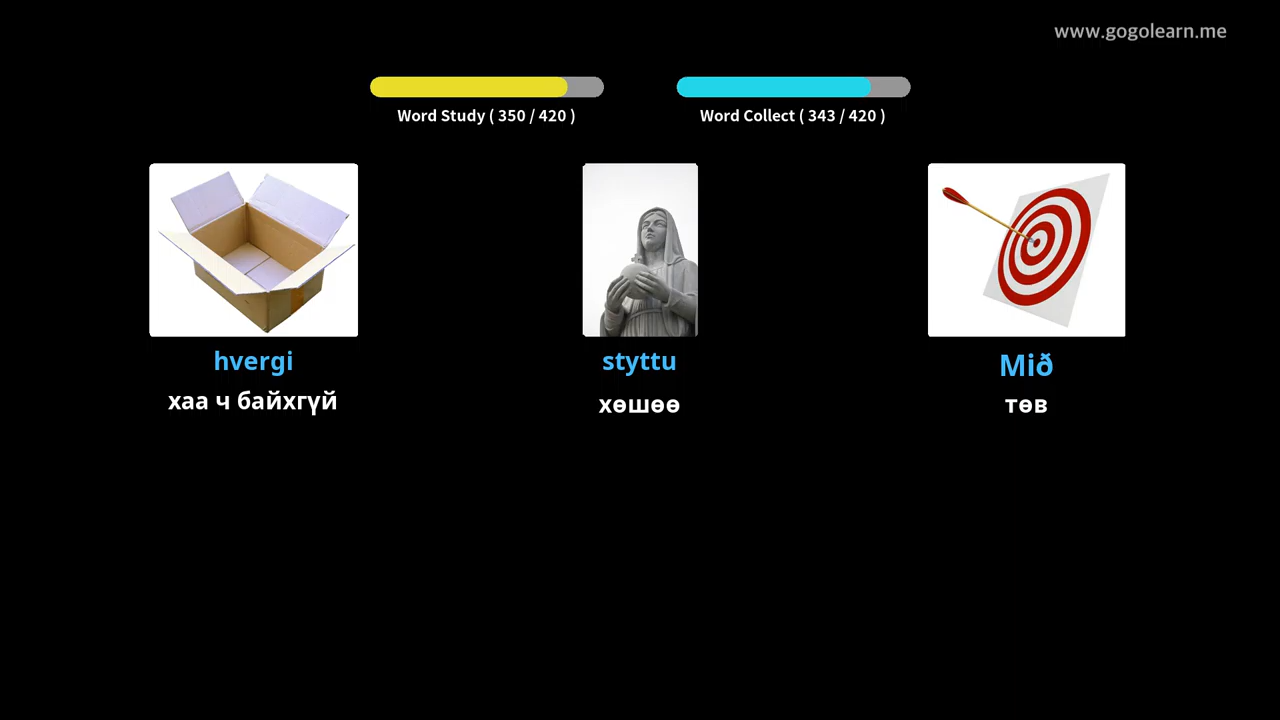 www.gogolearn.me
Word Study ( 350 / 420 )
Word Collect ( 343 / 420 )
hvergi
styttu
Mið
хаа ч байхгүй
хөшөө
төв